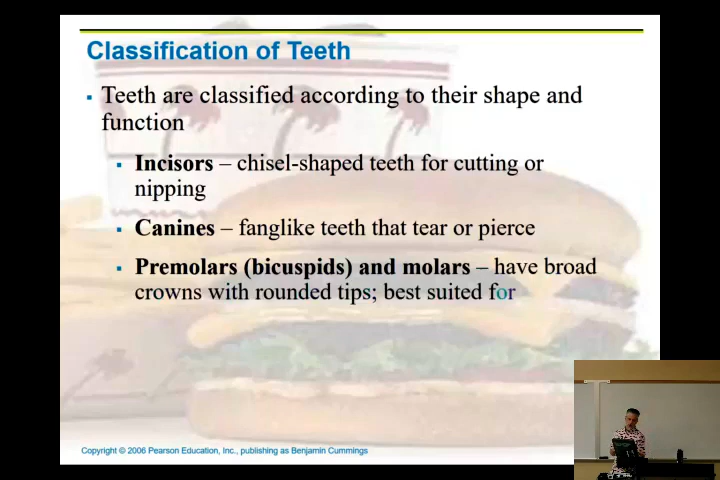 Classification of Teeth
Teeth are classified according to their shape and
function
Incisors – chisel-shaped teeth for cutting or
nipping
Canines – fanglike teeth that tear or pierce
Premolars (bicuspids) and molars – have broad
crowns with rounded tips; best suited for
Copyright © 2006 Pearson Education, Inc., publishing as Benjamin Cummings